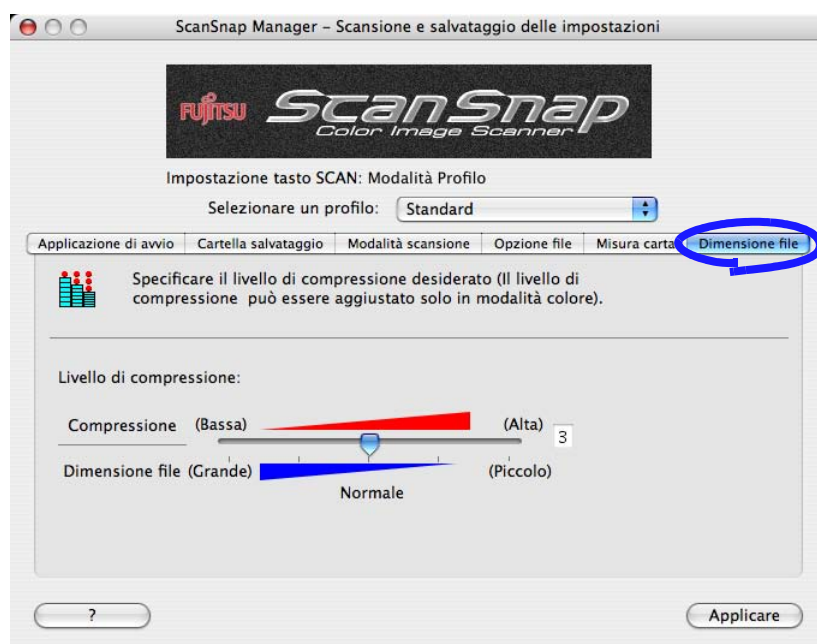 ScanSnap Manager – Scansione e salvataggio delle impostazioni
FUJITSU ScanSnap
Color Image Scanner
Impostazione tasto SCAN: Modalità Profilo
Selezionare un profilo: Standard
Applicazione di avvio Cartella salvataggio Modalità scansione Opzione file Misura carta Dimensione file
Specificare il livello di compressione desiderato (Il livello di
compressione può essere aggiustato solo in modalità colore).
Livello di compressione:
Compressione (Bassa) (Alta) 3
Dimensione file (Grande) (Piccolo)
Normale
? Applicare